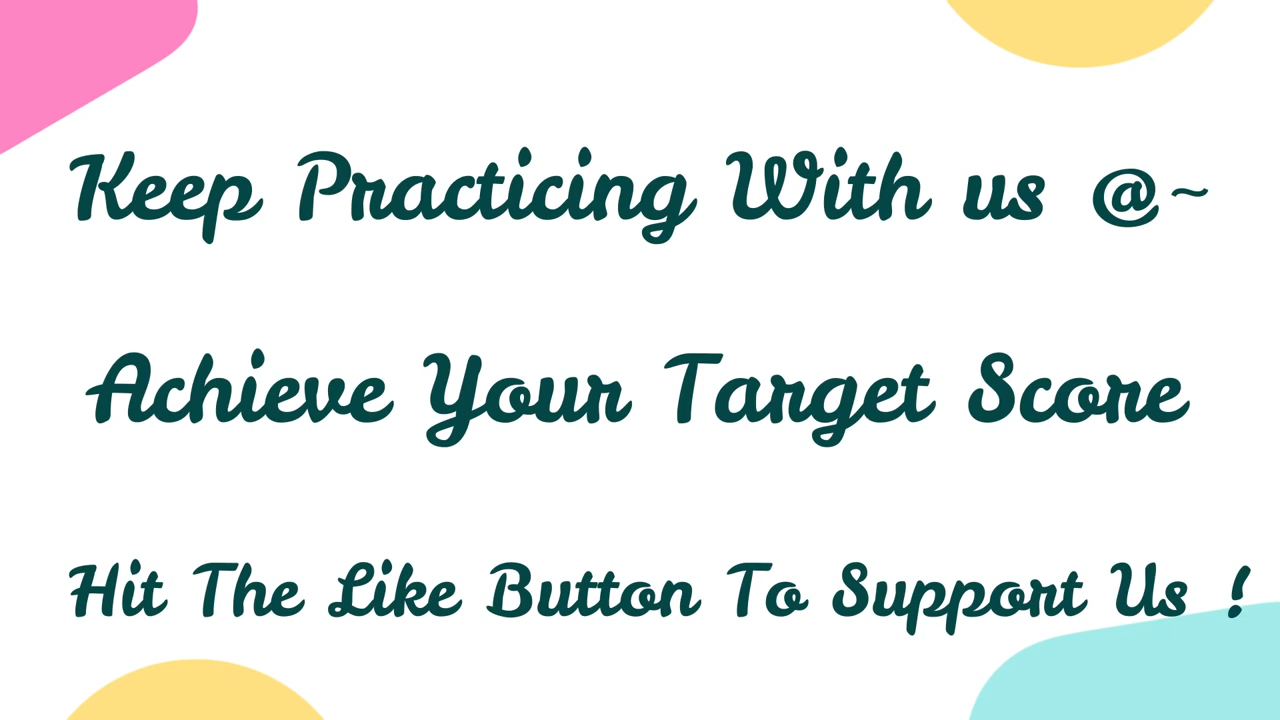 Keep Practicing With us @~
Achieve Your Target Score
Hit The Like Button To Support Us !